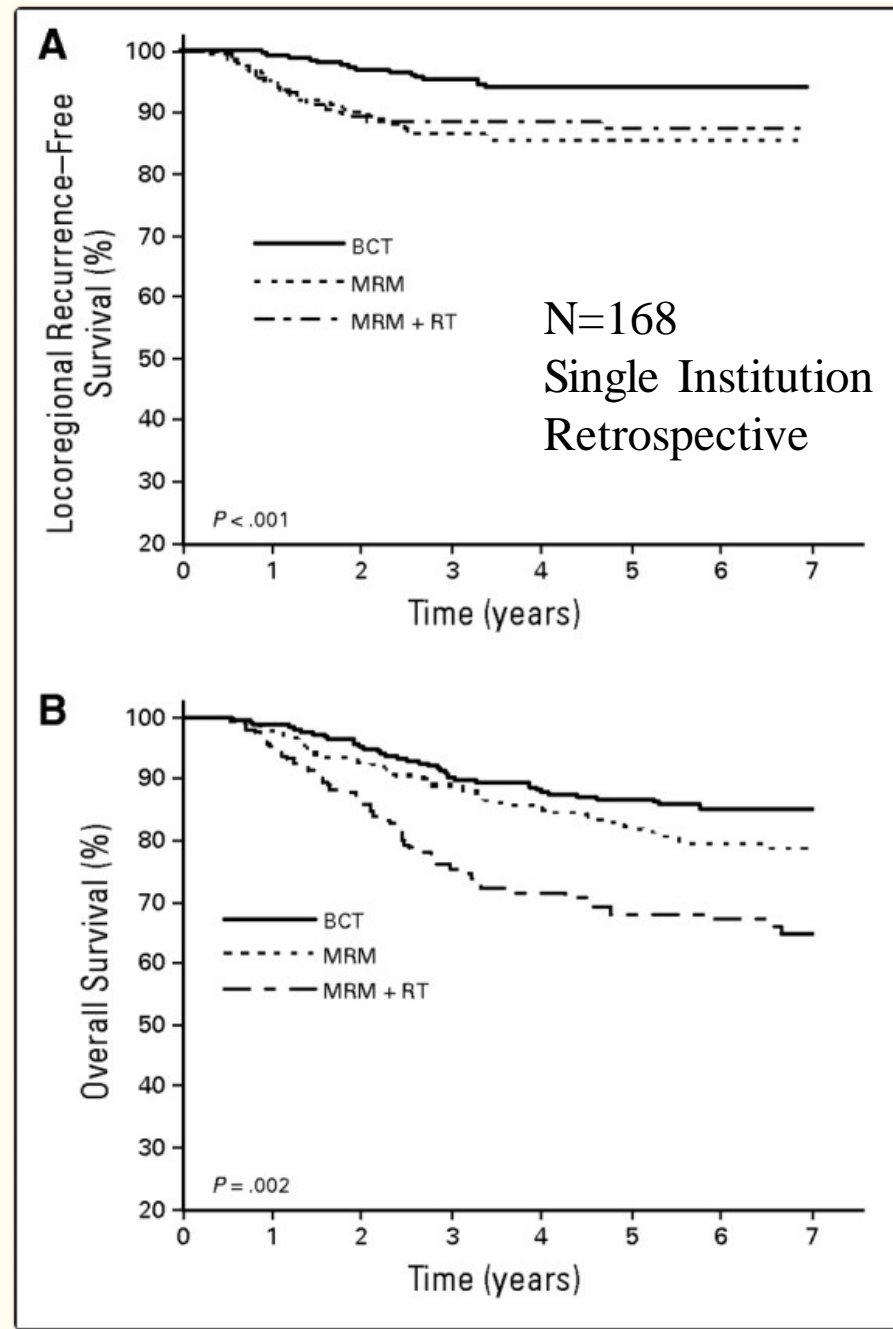 A
Locoregional Recurrence–Free
Survival (%)
100
90
80
70
60
50
40
30
20
BCT
MRM
MRM + RT
N=168
Single Institution
Retrospective
P < .001
0 1 2 3 4 5 6 7
Time (years)
B
Overall Survival (%)
100
90
80
70
60
50
40
30
20
BCT
MRM
MRM + RT
P = .002
0 1 2 3 4 5 6 7
Time (years)